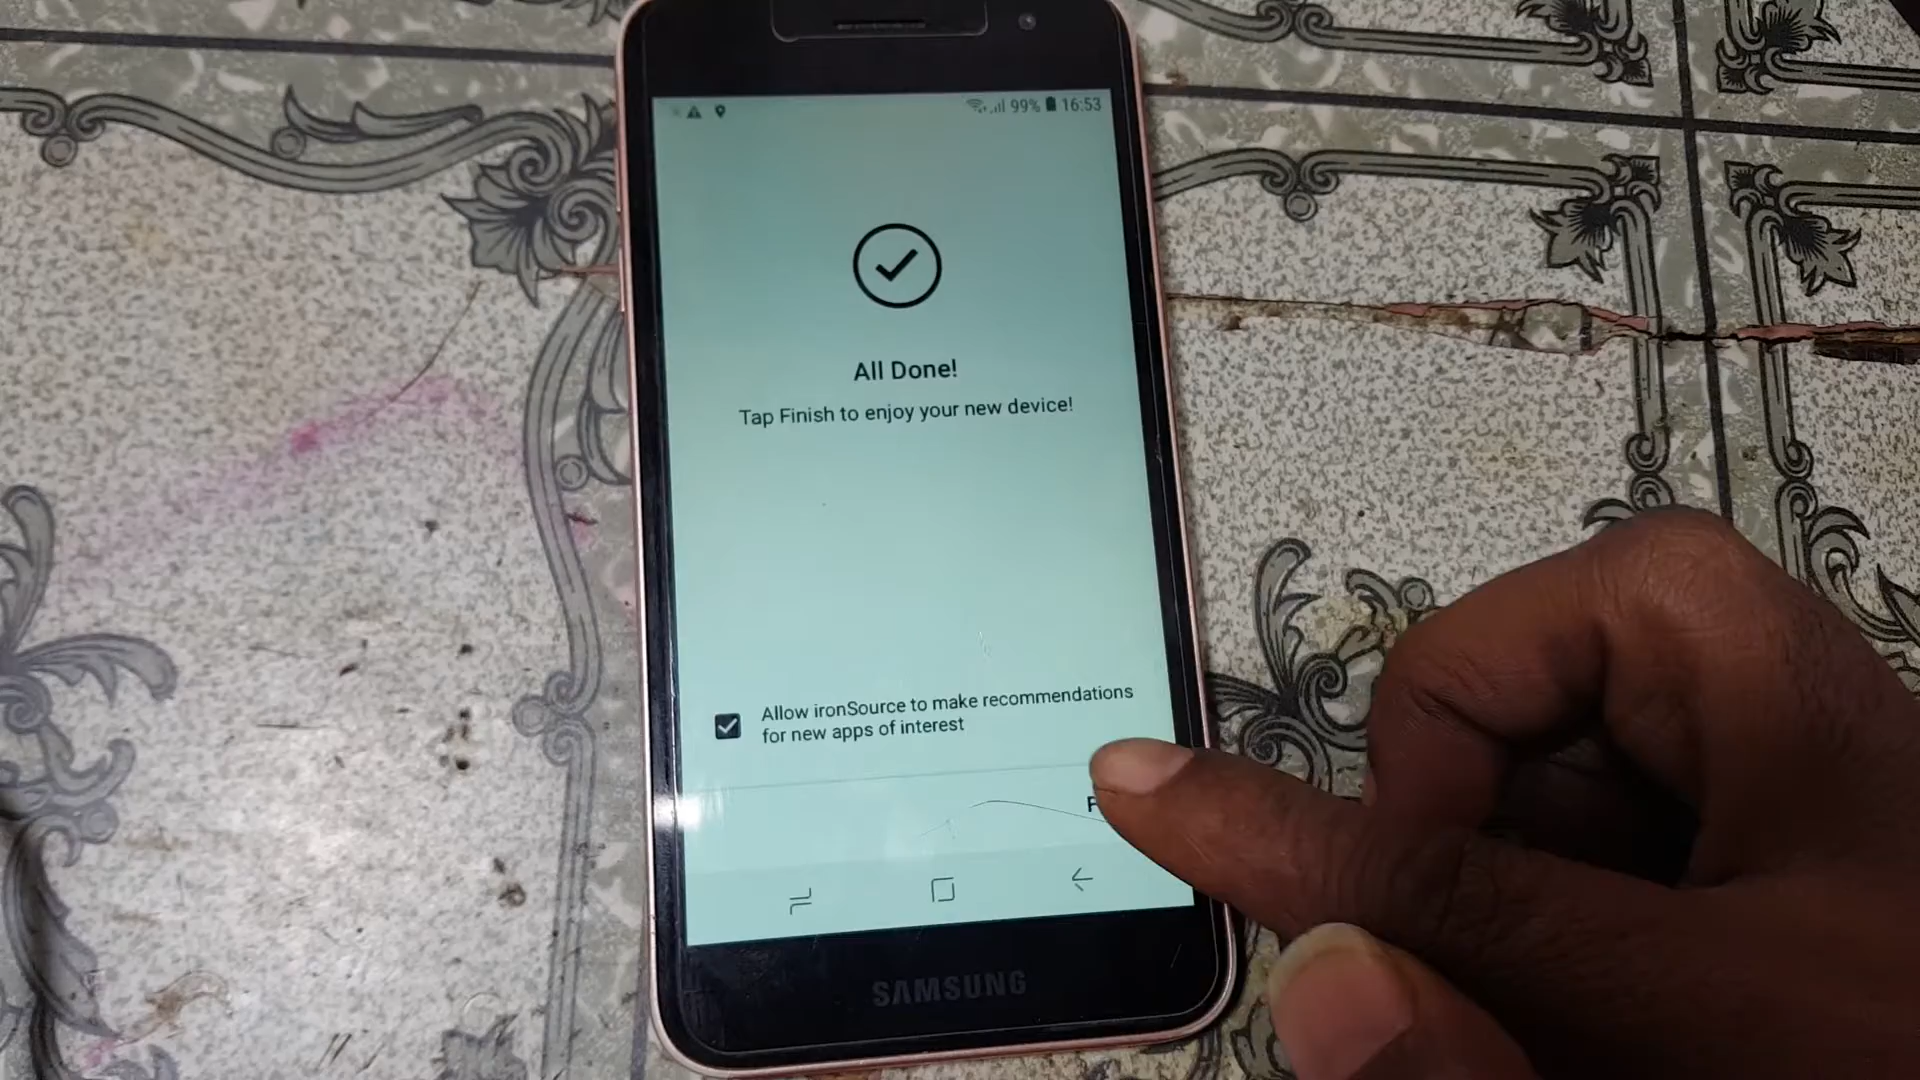 99% 16:53
All Done!
Tap Finish to enjoy your new device!
Allow ironSource to make recommendations
for new apps of interest
SAMSUNG